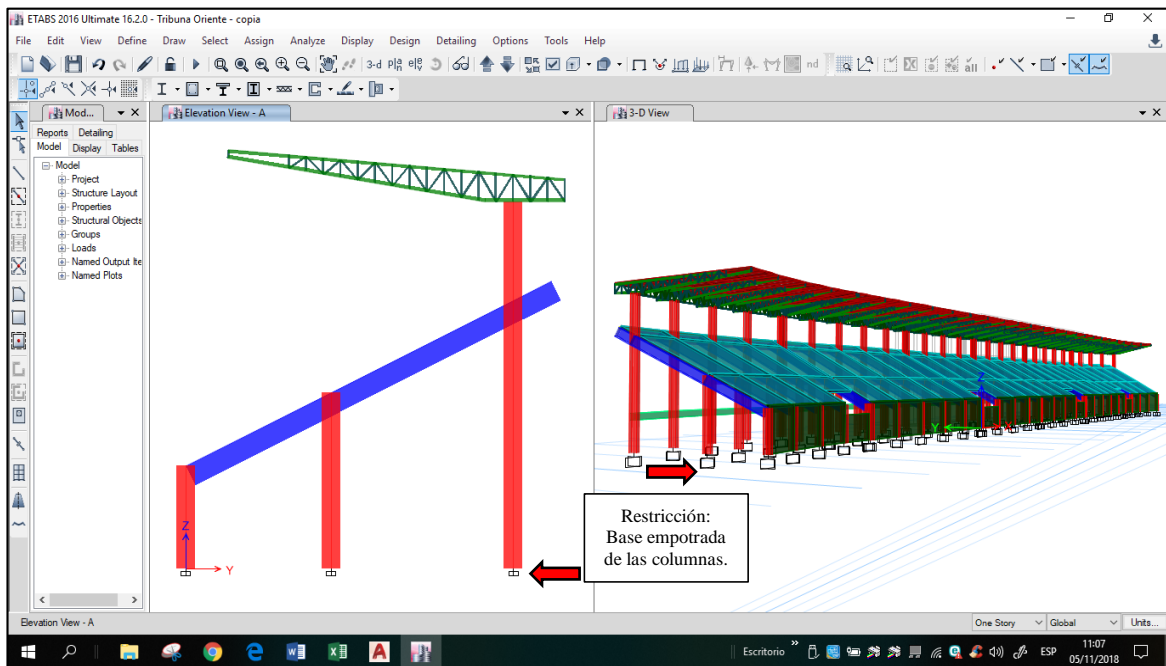 ETABS 2016 Ultimate 16.2.0 - Tribuna Oriente - copia
File Edit View Define Draw Select Assign Analyze Display Design Detailing Options Tools Help
3-d nd all
Mod...
Elevation View - A
3-D View
Reports Detailing
Model Display Tables
Model
Project
Structure Layout
Properties
Structural Objects
Groups
Loads
Named Output Ite
Named Plots
Z
Y
Z
Y
Restricción:
Base empotrada
de las columnas.
Elevation View - A
One Story Global Units...
Escritorio ESP 11:07
05/11/2018